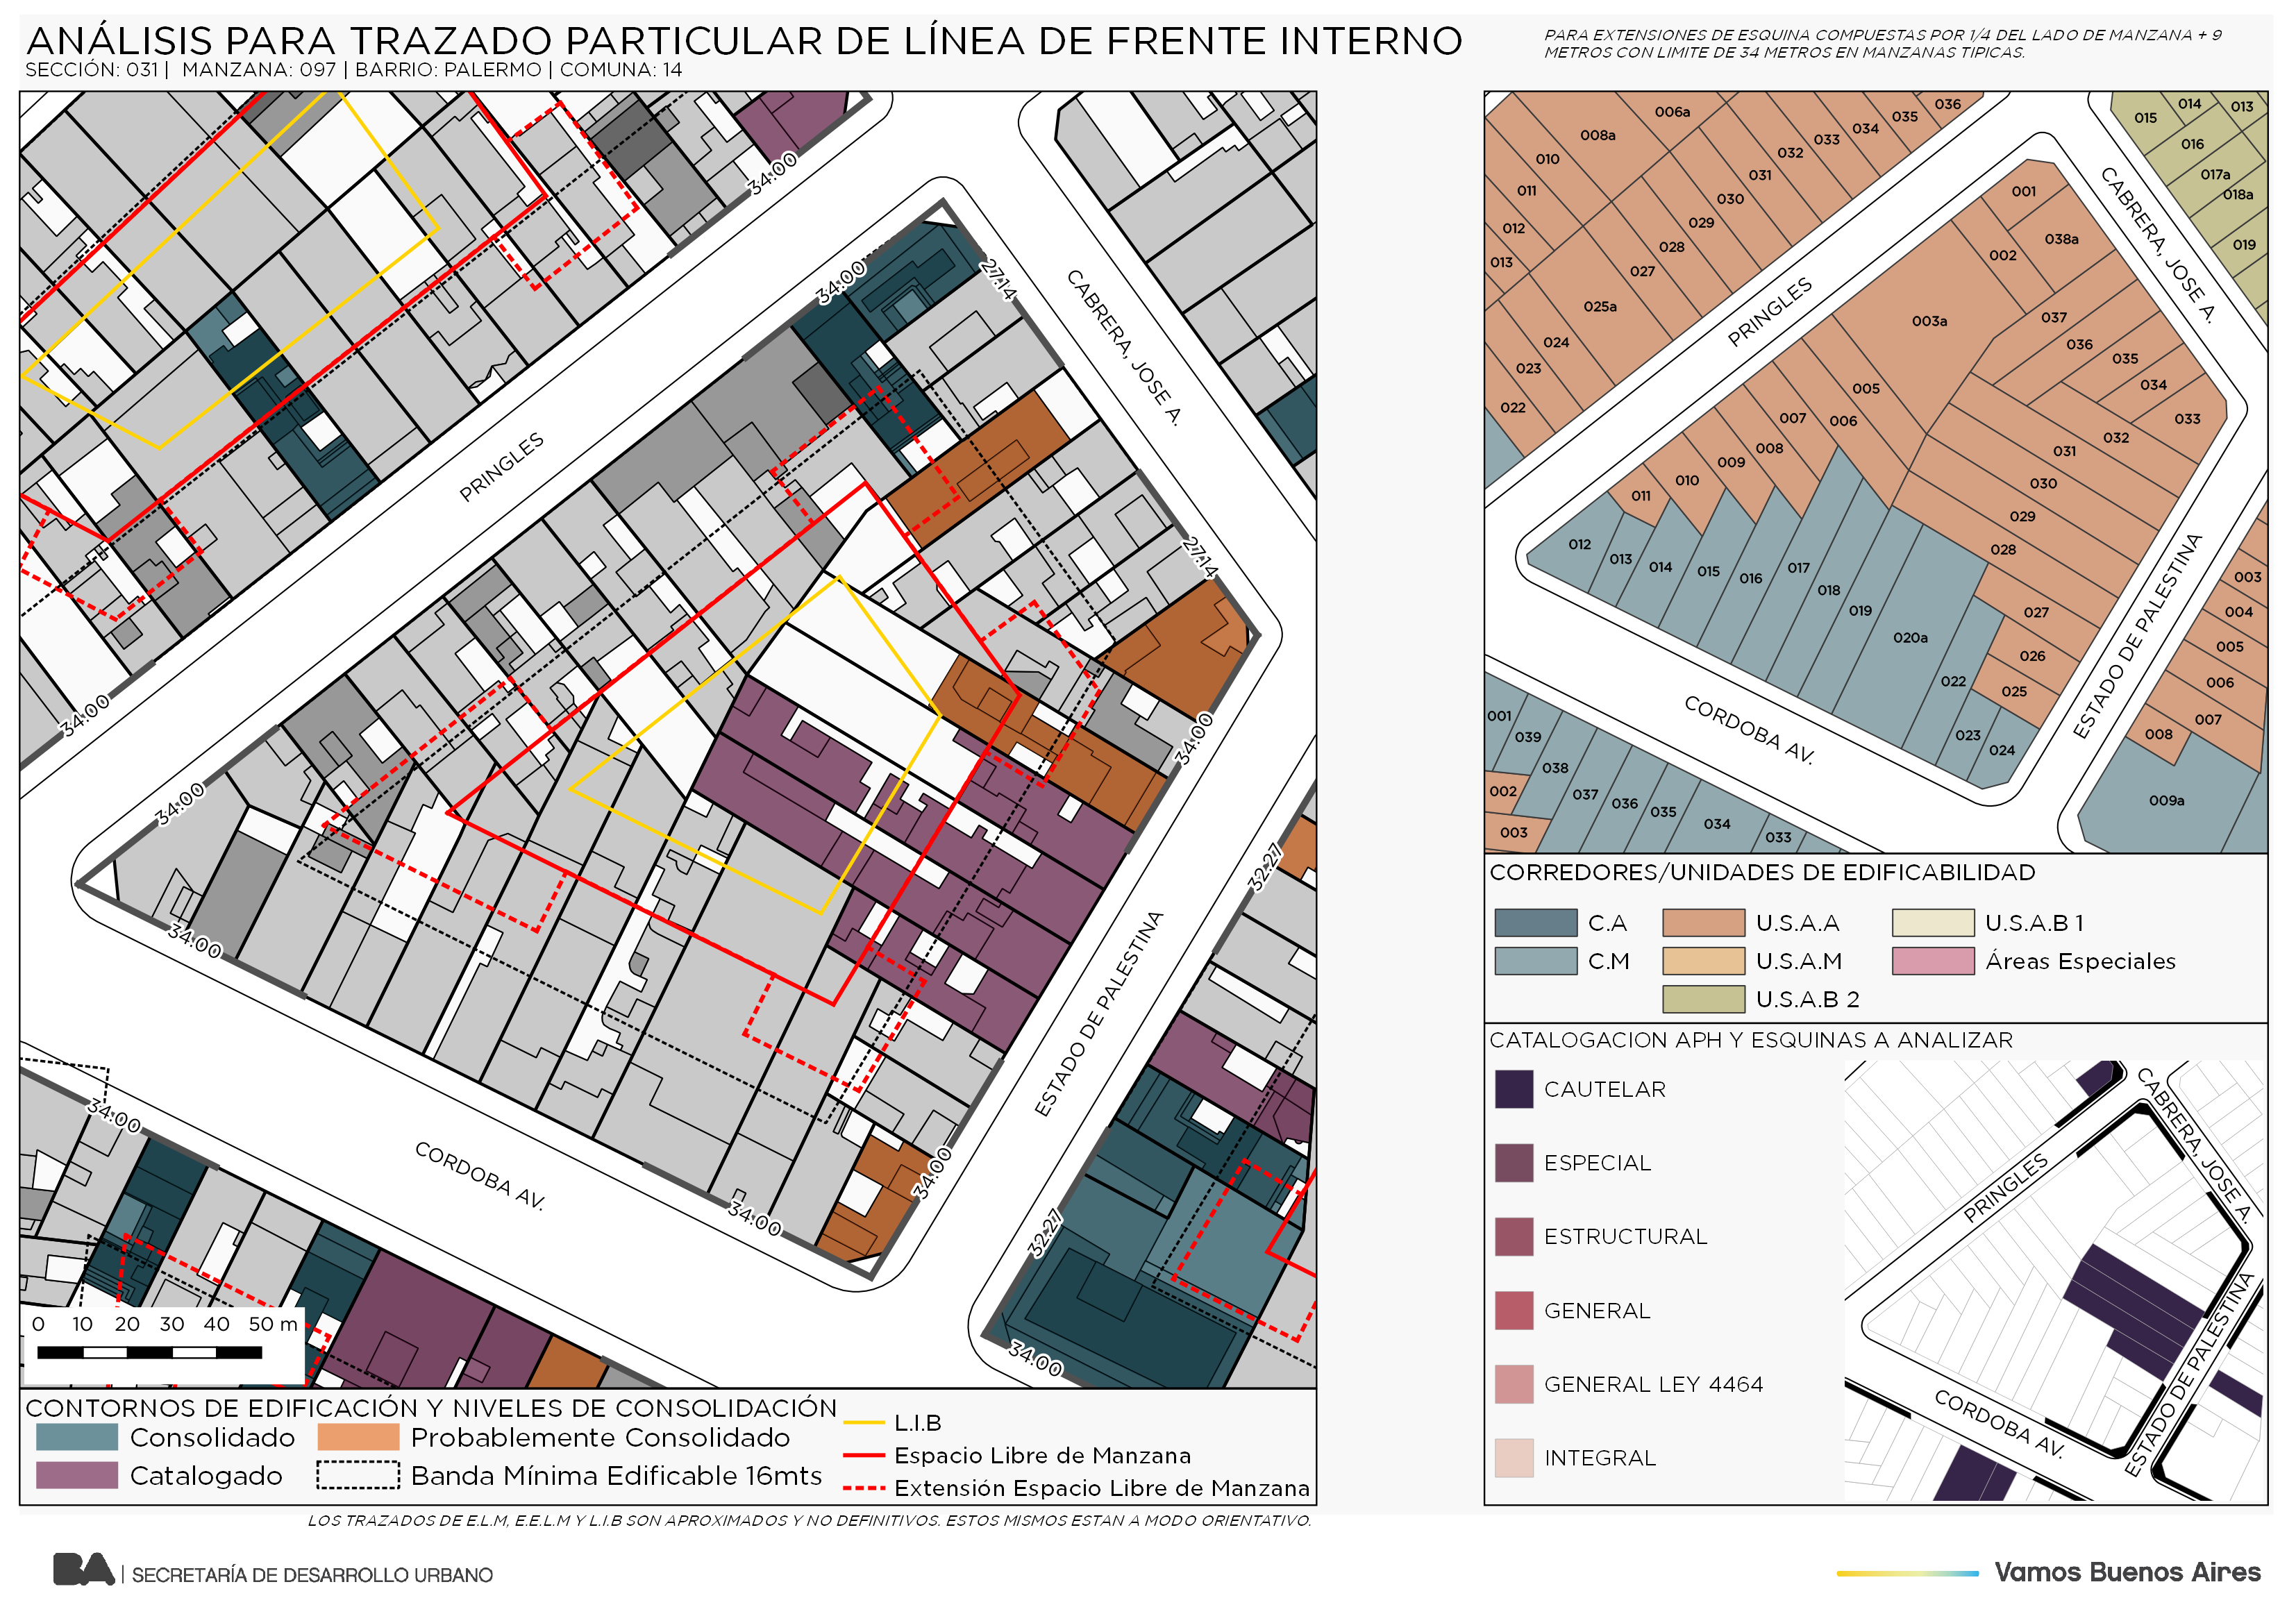 ANÁLISIS PARA TRAZADO PARTICULAR DE LÍNEA DE FRENTE INTERNO
SECCIÓN: 031 | MANZANA: 097 | BARRIO: PALERMO | COMUNA: 14
PARA EXTENSIONES DE ESQUINA COMPUESTAS POR 1/4 DEL LADO DE MANZANA + 9
METROS CON LIMITE DE 34 METROS EN MANZANAS TIPICAS.
34:00
34:00
27.14
CABRERA, JOSE A.
PRINGLES
27.14
34:00
34:00
34:00
32.27
34:00
ESTADO DE PALESTINA
34:00
CORDOBA AV.
34:00
34:00
32.27
34:00
0 10 20 30 40 50 m
CONTORNOS DE EDIFICACIÓN Y NIVELES DE CONSOLIDACIÓN
Consolidado
Probablemente Consolidado
Catalogado
Banda Mínima Edificable 16mts
L.I.B
Espacio Libre de Manzana
Extensión Espacio Libre de Manzana
LOS TRAZADOS DE E.L.M, E.E.L.M Y L.I.B SON APROXIMADOS Y NO DEFINITIVOS. ESTOS MISMOS ESTAN A MODO ORIENTATIVO.
006a
008a
010
011
012
013
036
035
034
033
032
031
030
029
028
027
025a
024
023
022
014
013
015
016
017a
018a
019
CABRERA, JOSE A.
PRINGLES
001
038a
002
003a
037
036
035
034
033
005
006
007
008
009
010
011
032
031
030
029
028
027
026
025
012
013
014
015
016
017
018
019
020a
022
023
024
CORDOBA AV.
ESTADO DE PALESTINA
003
004
005
006
007
008
009a
001
039
038
002
003
037
036
035
034
033
CORREDORES/UNIDADES DE EDIFICABILIDAD
C.A
U.S.A.A
U.S.A.B 1
C.M
U.S.A.M
Áreas Especiales
U.S.A.B 2
CATALOGACION APH Y ESQUINAS A ANALIZAR
CAUTELAR
ESPECIAL
ESTRUCTURAL
GENERAL
GENERAL LEY 4464
INTEGRAL
CABRERA, JOSE A.
PRINGLES
CORDOBA AV.
ESTADO DE PALESTINA
BA | SECRETARÍA DE DESARROLLO URBANO
Vamos Buenos Aires